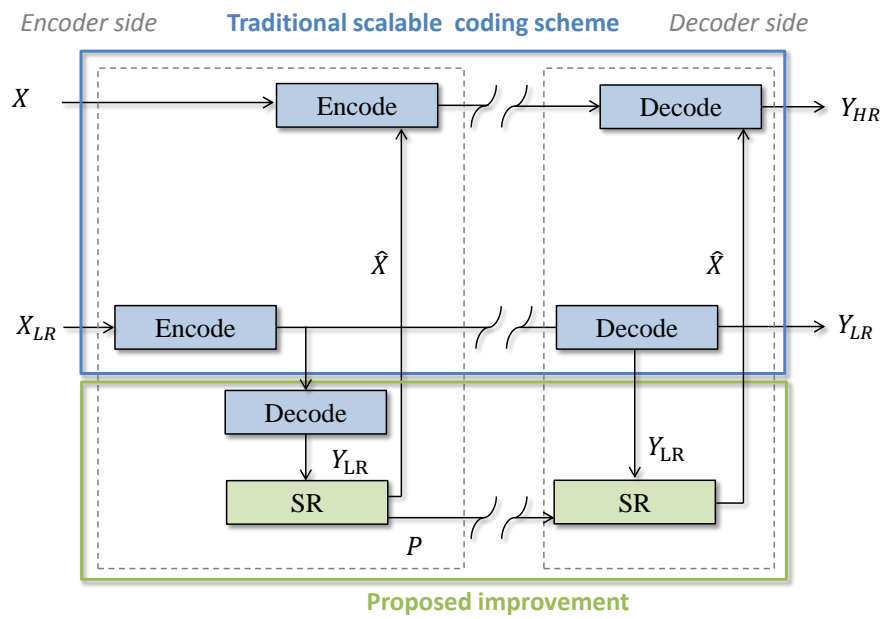 Encoder side Traditional scalable coding scheme Decoder side
X Encode Decode Y_HR
X̂ X̂
X_LR Encode Decode Y_LR
Decode
Y_LR Y_LR
SR SR
P
Proposed improvement